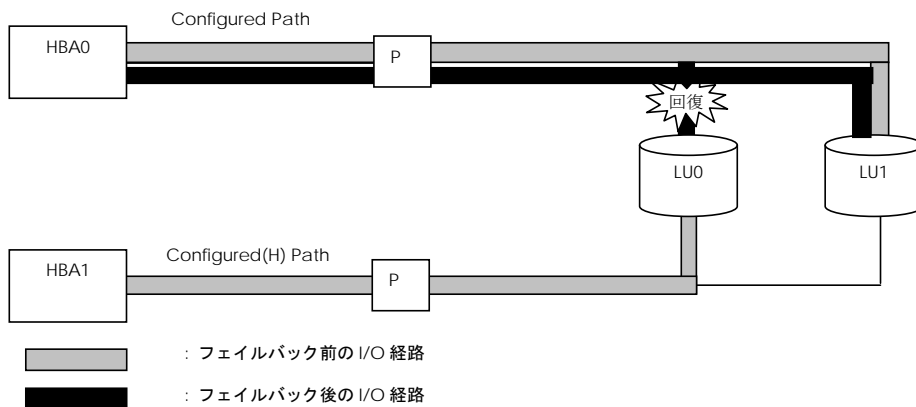 Configured Path
HBA0
P
回復
LU0
LU1
Configured(H) Path
HBA1
P
: フェイルバック前の I/O 経路
: フェイルバック後の I/O 経路